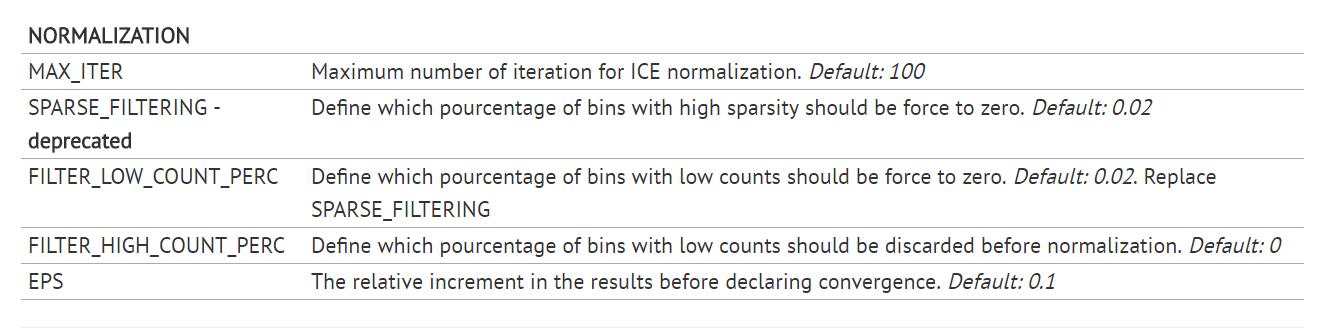 NORMALIZATION
MAX_ITER Maximum number of iteration for ICE normalization. Default: 100
SPARSE_FILTERING - Define which pourcentage of bins with high sparsity should be force to zero. Default: 0.02
deprecated
FILTER_LOW_COUNT_PERC Define which pourcentage of bins with low counts should be force to zero. Default: 0.02. Replace
SPARSE_FILTERING
FILTER_HIGH_COUNT_PERC Define which pourcentage of bins with low counts should be discarded before normalization. Default: 0
EPS The relative increment in the results before declaring convergence. Default: 0.1